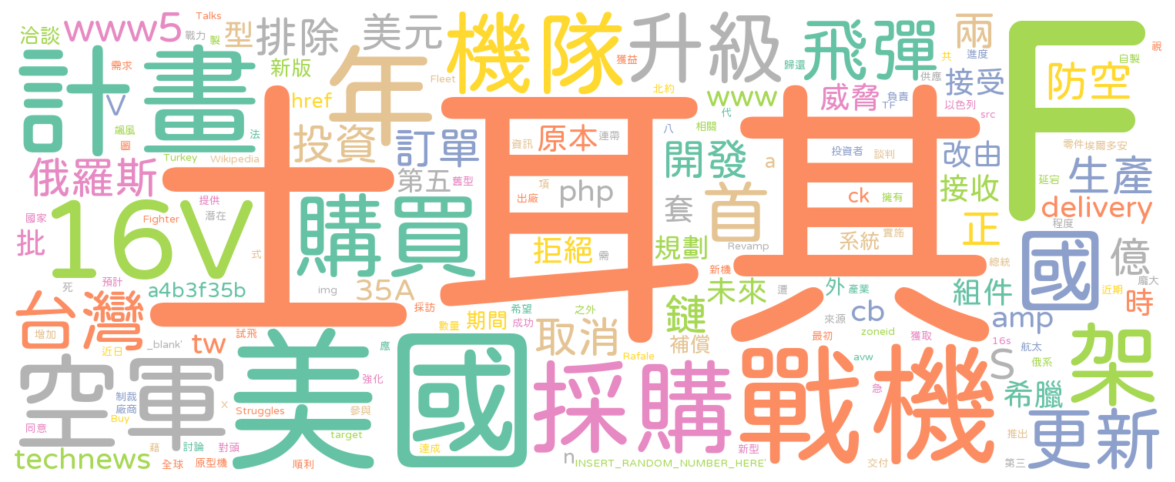 洽談
www5
戰力
製
Talks
型
排除
美元
機隊
升級
獲益
飛彈
兩
F
自製
視
共
進度
計畫
需求
新版
年
Fleet
歸還
供應
接受
防空
V
href
www
威脅
負責
TF
以色列
src
北約
代
颱風
圖
法
投資
訂單
資訊
原本
連帶
八
相關
投資者
談判
改由
零件
埃爾多安
俄羅斯
Turkey
Wikipedia
第五
舊型
土耳其
開發
a
ck
擁有
延宕
生產
國家
提供
潛在
16V
Fighter
購買
項
出廠
php
套
首
接收
delivery
批
式
拒絕
需
規劃
Revamp
系統
實施
正
程度
國
億
死
預計
a4b3f35b
img
35A
採訪
希望
之外
鏈
未來
新機
遭
外
產業
總統
組件
近期
龐大
時
台灣
增加
試飛
期間
數量
成功
取消
補償
來源
cb
zoneid
amp
_blank'
tw
應
最初
獲取
16s
航太
俄系
近日
空軍
美國
強化
Rafale
採購
戰機
avw
急
S
希臘
架
制裁
廠商
Buy
x
Struggles
參與
同意
target
更新
technews
藉
討論
對頭
全球
原型機
順利
達成
n
INSERT_RANDOM_NUMBER_HERE'
新型
交付
推出
第三